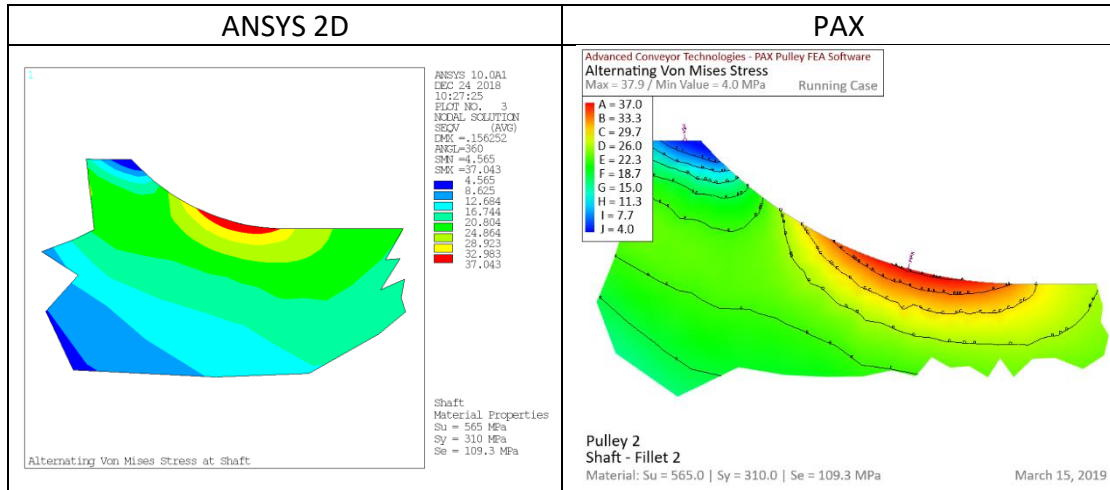 ANSYS 2D
PAX
1
ANSYS 10.0A1
DEC 24 2018
10:27:25
PLOT NO. 3
NODAL SOLUTION
SEQV (AVG)
DMX =.156252
ANGL=360
SMN =4.565
SMX =37.043
4.565
8.625
12.684
16.744
20.804
24.864
28.923
32.983
37.043
Shaft
Material Properties
Su = 565 MPa
Sy = 310 MPa
Se = 109.3 MPa
Alternating Von Mises Stress at Shaft
Advanced Conveyor Technologies - PAX Pulley FEA Software
Alternating Von Mises Stress
Max = 37.9 / Min Value = 4.0 MPa Running Case
A = 37.0
B = 33.3
C = 29.7
D = 26.0
E = 22.3
F = 18.7
G = 15.0
H = 11.3
I = 7.7
J = 4.0
Pulley 2
Shaft - Fillet 2
Material: Su = 565.0 | Sy = 310.0 | Se = 109.3 MPa March 15, 2019